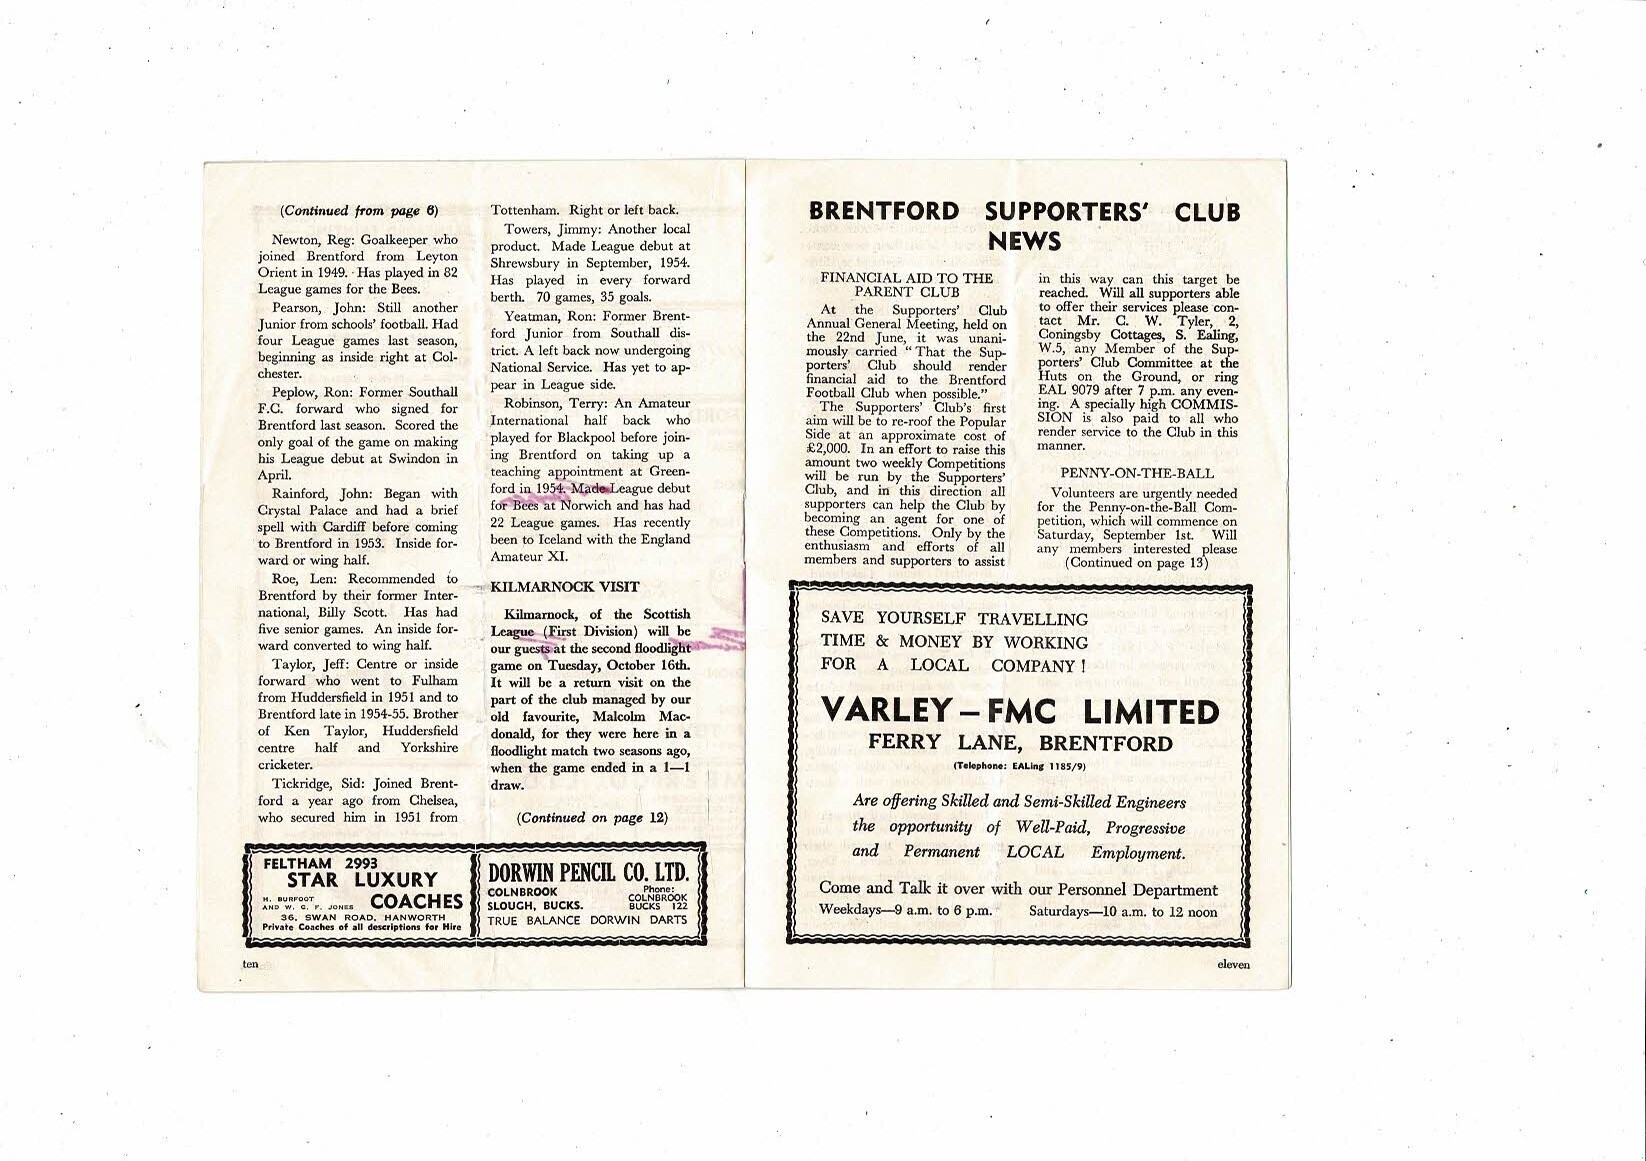 (Continued from page 6)
Newton, Reg: Goalkeeper who
joined Brentford from Leyton
Orient in 1949. Has played in 82
League games for the Bees.
Pearson, John: Still another
Junior from schools' football. Had
four League games last season,
beginning as inside right at Col-
chester.
Peplow, Ron: Former Southall
F.C. forward who signed for
Brentford last season. Scored the
only goal of the game on making
his League debut at Swindon in
April.
Rainford, John: Began with
Crystal Palace and had a brief
spell with Cardiff before coming
to Brentford in 1953. Inside for-
ward or wing half.
Roe, Len: Recommended to
Brentford by their former Inter-
national, Billy Scott. Has had
five senior games. An inside for-
ward converted to wing half.
Taylor, Jeff: Centre or inside
forward who went to Fulham
from Huddersfield in 1951 and to
Brentford late in 1954-55. Brother
of Ken Taylor, Huddersfield
centre half and Yorkshire
cricketer.
Tickridge, Sid: Joined Brent-
ford a year ago from Chelsea,
who secured him in 1951 from
Tottenham. Right or left back.
Towers, Jimmy: Another local
product. Made League debut at
Shrewsbury in September, 1954.
Has played in every forward
berth. 70 games, 35 goals.
Yeatman, Ron: Former Brent-
ford Junior from Southall dis-
trict. A left back now undergoing
National Service. Has yet to ap-
pear in League side.
Robinson, Terry: An Amateur
International half back who
played for Blackpool before join-
ing Brentford on taking up a
teaching appointment at Green-
ford in 1954. Made League debut
for Bees at Norwich and has had
22 League games. Has recently
been to Iceland with the England
Amateur XI.
KILMARNOCK VISIT
Kilmarnock, of the Scottish
League (First Division) will be
our guests at the second floodlight
game on Tuesday, October 16th.
It will be a return visit on the
part of the club managed by our
old favourite, Malcolm Mac-
donald, for they were here in a
floodlight match two seasons ago,
when the game ended in a 1—1
draw.
(Continued on page 12)
FELTHAM 2993
STAR LUXURY
H. BURFOOT
AND W. G. F. JONES COACHES
36, SWAN ROAD, HANWORTH
Private Coaches of all descriptions for Hire
DORWIN PENCIL CO. LTD.
COLNBROOK
SLOUGH, BUCKS.
Phone:
COLNBROOK
BUCKS 122
TRUE BALANCE DORWIN DARTS
ten
BRENTFORD SUPPORTERS' CLUB
NEWS
FINANCIAL AID TO THE
PARENT CLUB
At the Supporters' Club
Annual General Meeting, held on
the 22nd June, it was unani-
mously carried "That the Sup-
porters' Club should render
financial aid to the Brentford
Football Club when possible."
The Supporters' Club's first
aim will be to re-roof the Popular
Side at an approximate cost of
£2,000. In an effort to raise this
amount two weekly Competitions
will be run by the Supporters'
Club, and in this direction all
supporters can help the Club by
becoming an agent for one of
these Competitions. Only by the
enthusiasm and efforts of all
members and supporters to assist
in this way can this target be
reached. Will all supporters able
to offer their services please con-
tact Mr. C. W. Tyler, 2,
Coningsby Cottages, S. Ealing,
W.5, any Member of the Sup-
porters' Club Committee at the
Huts on the Ground, or ring
EAL 9079 after 7 p.m. any even-
ing. A specially high COMMIS-
SION is also paid to all who
render service to the Club in this
manner.
PENNY-ON-THE-BALL
Volunteers are urgently needed
for the Penny-on-the-Ball Com-
petition, which will commence on
Saturday, September 1st. Will
any members interested please
(Continued on page 13)
SAVE YOURSELF TRAVELLING
TIME & MONEY BY WORKING
FOR A LOCAL COMPANY !
VARLEY – FMC LIMITED
FERRY LANE, BRENTFORD
(Telephone: EALing 1185/9)
Are offering Skilled and Semi-Skilled Engineers
the opportunity of Well-Paid, Progressive
and Permanent LOCAL Employment.
Come and Talk it over with our Personnel Department
Weekdays—9 a.m. to 6 p.m. Saturdays—10 a.m. to 12 noon
eleven